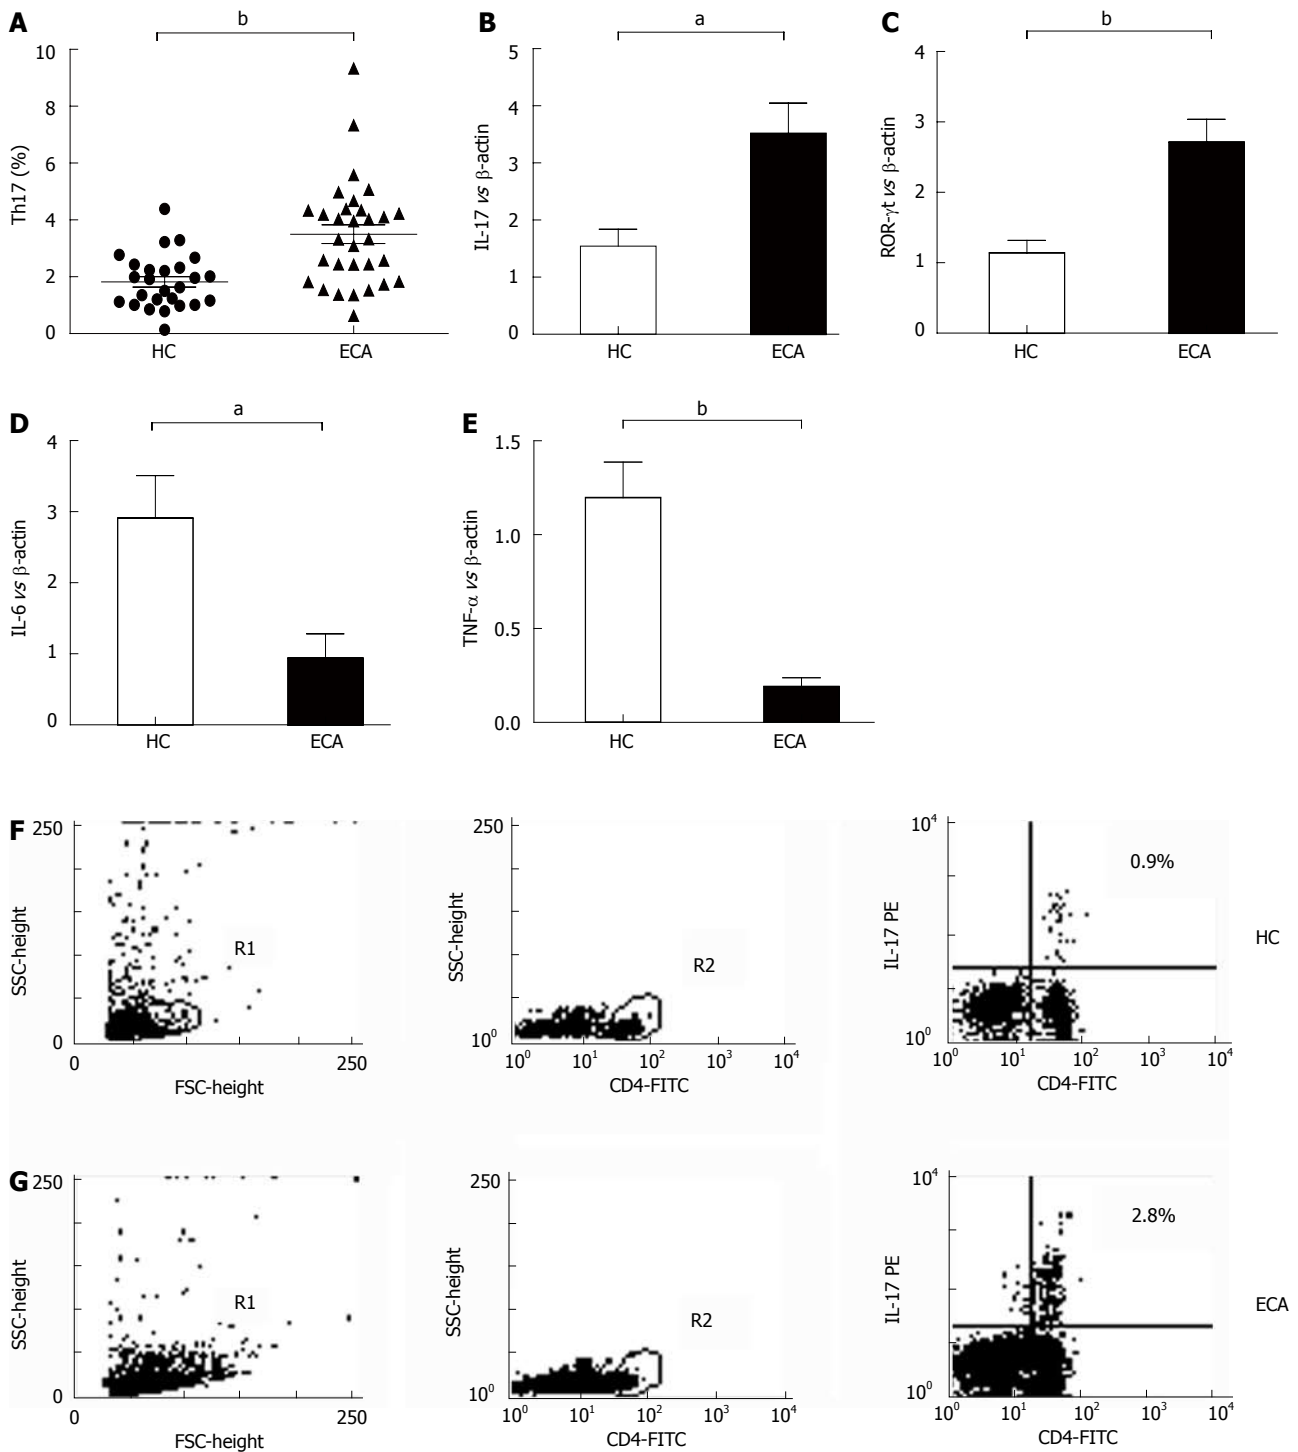 A
b
10
8
6
4
2
0
Th17 (%)
HC
ECA
B
a
5
4
3
2
1
0
IL-17 vs β-actin
HC
ECA
C
b
4
3
2
1
0
ROR-γt vs β-actin
HC
ECA
D
a
4
3
2
1
0
IL-6 vs β-actin
HC
ECA
E
b
1.5
1.0
0.5
0.0
TNF-α vs β-actin
HC
ECA
F
250
SSC-height
R1
0
0
250
FSC-height
250
SSC-height
R2
10⁰
10⁰ 10¹ 10² 10³ 10⁴
CD4-FITC
10⁴
IL-17 PE
0.9%
10⁰
10⁰ 10¹ 10² 10³ 10⁴
CD4-FITC
HC
G
250
SSC-height
R1
0
0
250
FSC-height
250
SSC-height
R2
10⁰
10⁰ 10¹ 10² 10³ 10⁴
CD4-FITC
10⁴
IL-17 PE
2.8%
10⁰
10⁰ 10¹ 10² 10³ 10⁴
CD4-FITC
ECA